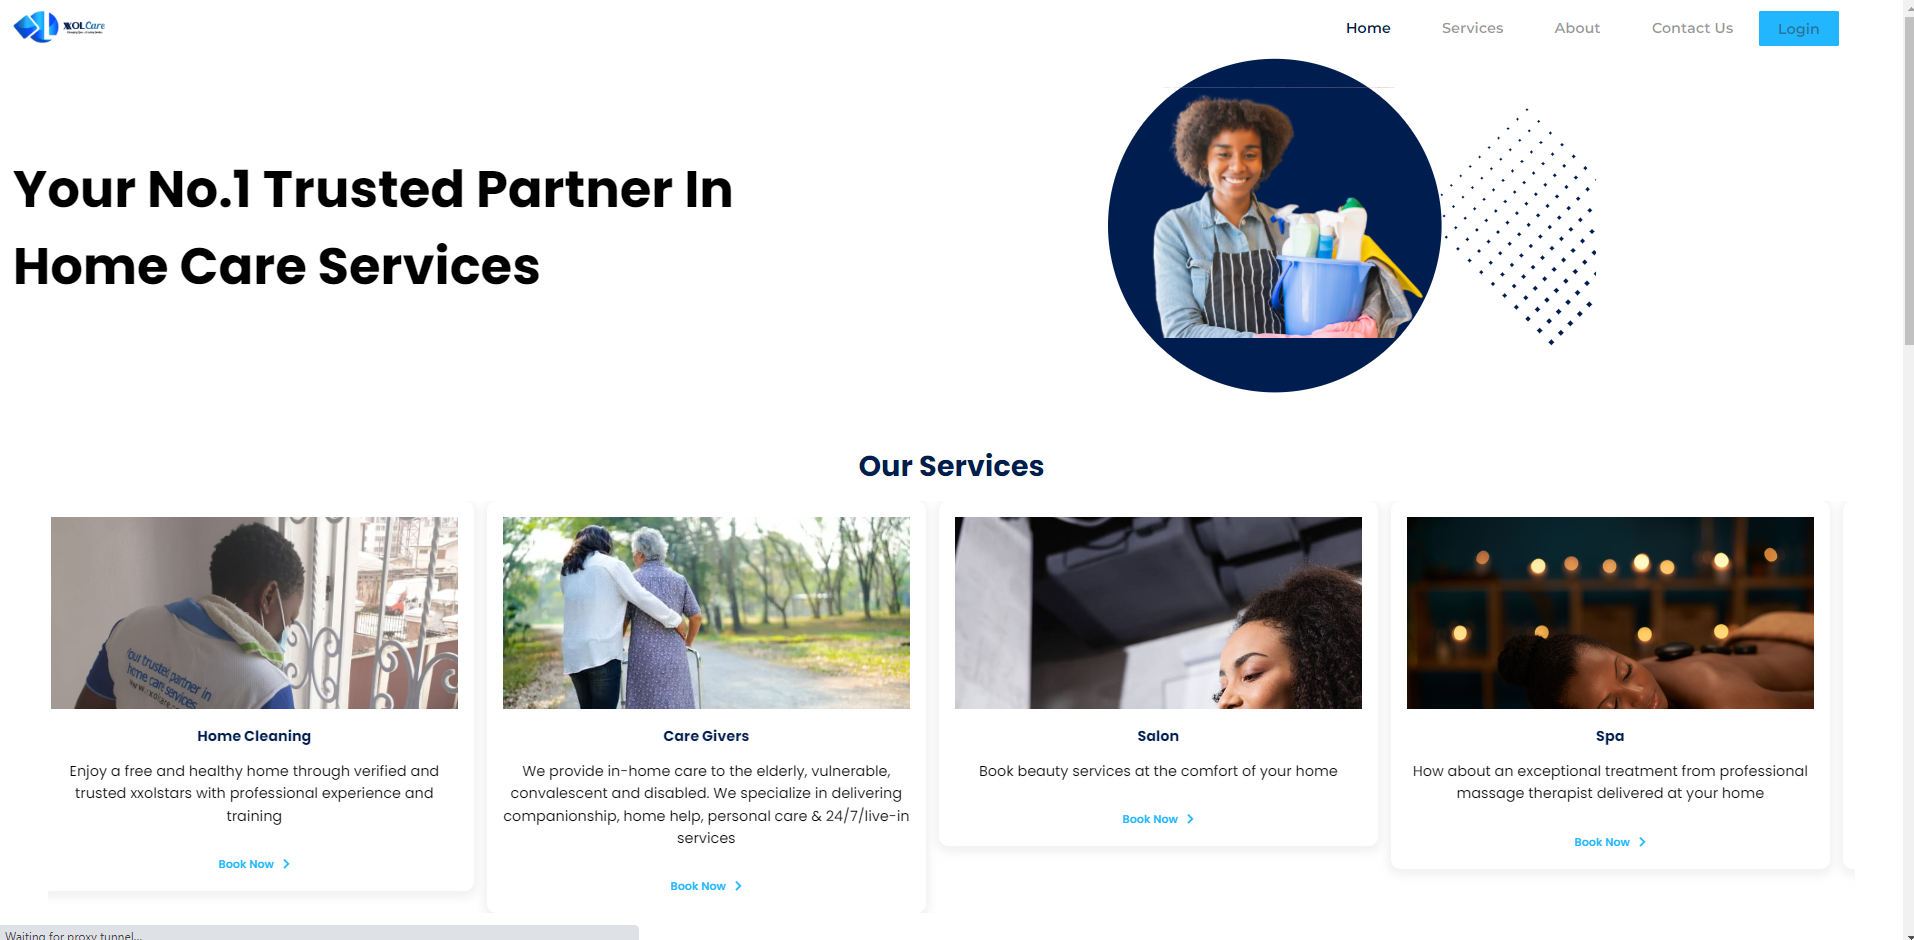 XXOL Care
Home
Services
About
Contact Us
Login
Your No.1 Trusted Partner In
Home Care Services
Our Services
your trusted partner in
home care services
Home Cleaning
Enjoy a free and healthy home through verified and
trusted xxolstars with professional experience and
training
Book Now
Care Givers
We provide in-home care to the elderly, vulnerable,
convalescent and disabled. We specialize in delivering
companionship, home help, personal care & 24/7/live-in
services
Book Now
Salon
Book beauty services at the comfort of your home
Book Now
Spa
How about an exceptional treatment from professional
massage therapist delivered at your home
Book Now
Waiting for proxy tunnel...